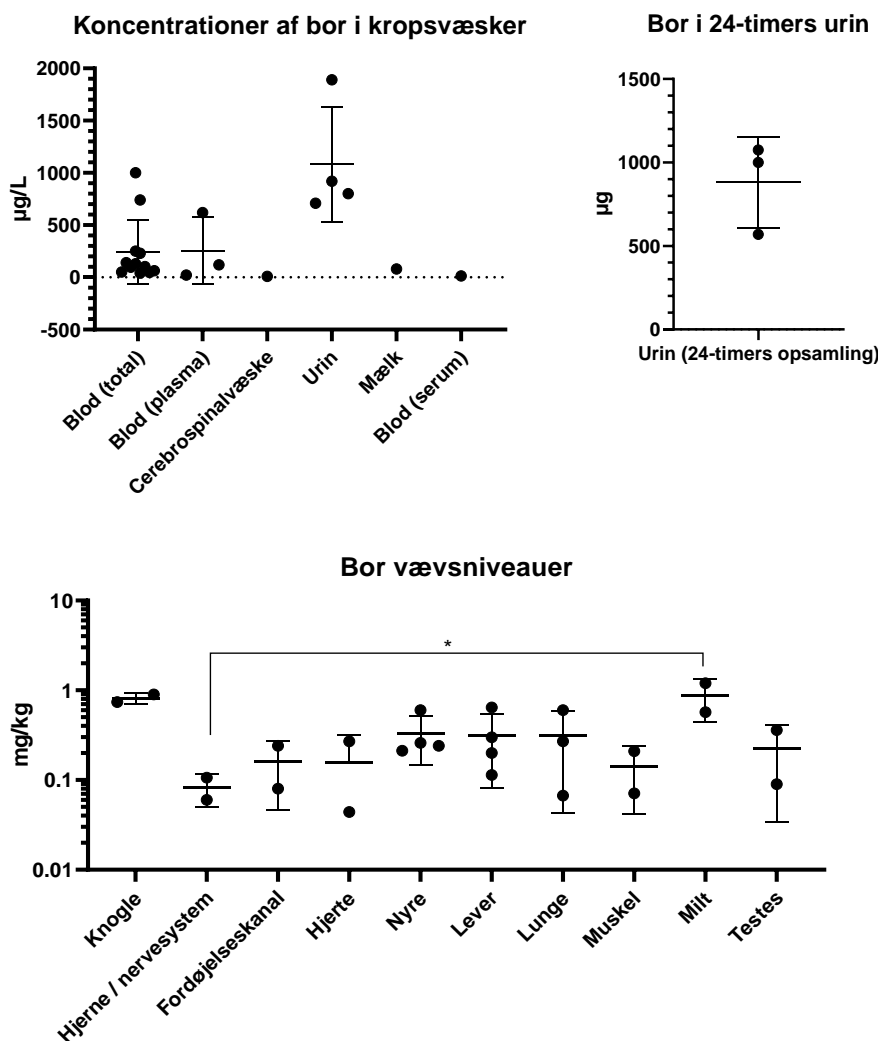 Koncentrationer af bor i kropsvæsker
2000
1500
1000
500
0
-500
µg/L
Blod (total)
Blod (plasma)
Cerebrospinalvæske
Urin
Mælk
Blod (serum)
Bor i 24-timers urin
1500
1000
500
0
µg
Urin (24-timers opsamling)
Bor vævsniveauer
10
1
0.1
0.01
mg/kg
*
Knogle
Hjerne / nervesystem
Fordøjelseskanal
Hjerte
Nyre
Lever
Lunge
Muskel
Milt
Testes